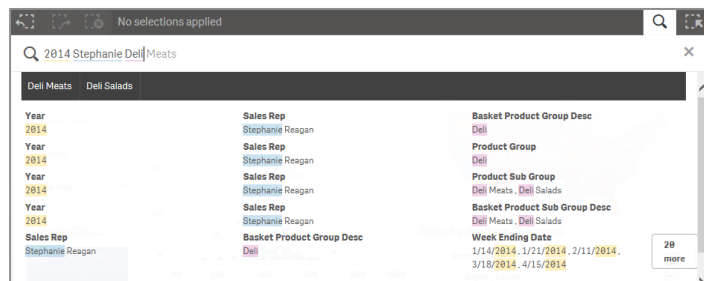 No selections applied
2014 Stephanie Deli Meats
Deli Meats Deli Salads
Year Sales Rep Basket Product Group Desc
2014 Stephanie Reagan Deli
Year Sales Rep Product Group
2014 Stephanie Reagan Deli
Year Sales Rep Product Sub Group
2014 Stephanie Reagan Deli Meats, Deli Salads
Year Sales Rep Basket Product Sub Group Desc
2014 Stephanie Reagan Deli Meats, Deli Salads
Sales Rep Basket Product Group Desc Week Ending Date
Stephanie Reagan Deli 1/14/2014, 1/21/2014, 2/11/2014,
3/18/2014, 4/15/2014
20
more